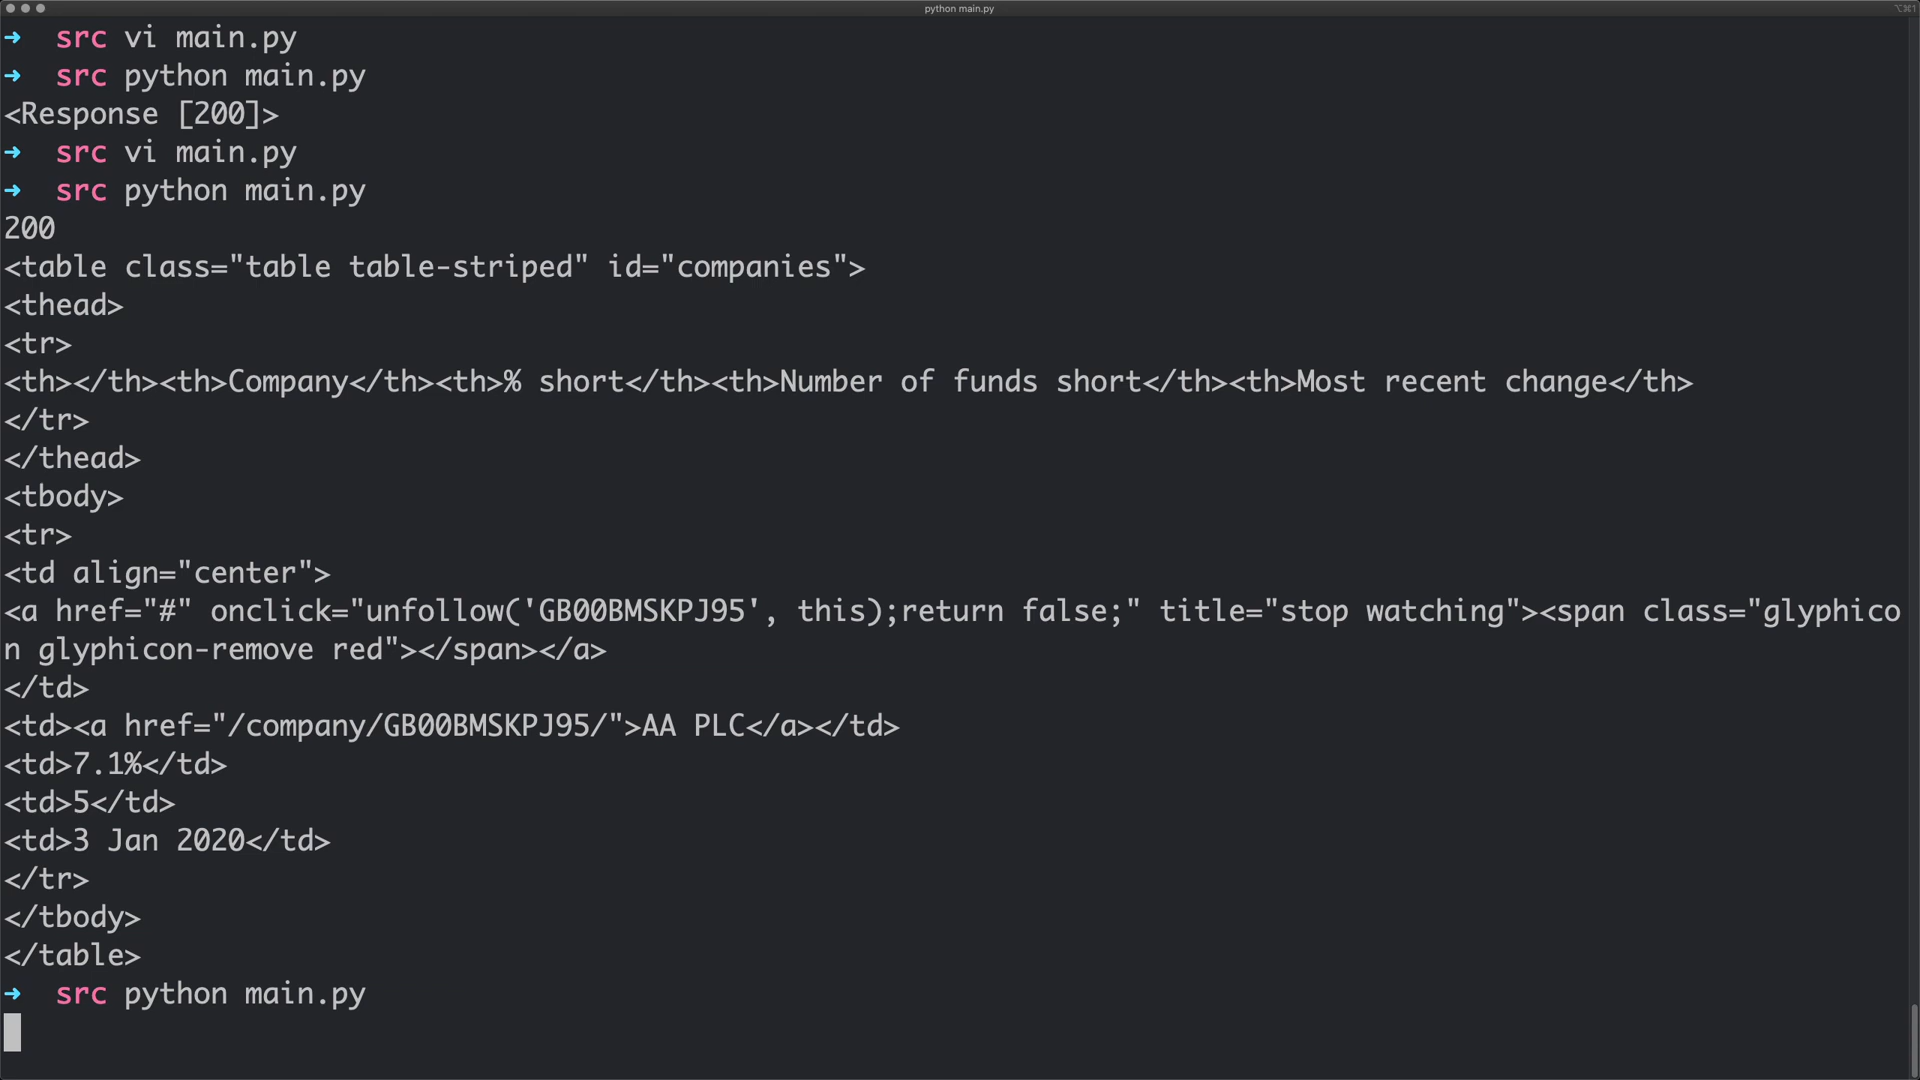 python main.py
⌥⌘1
➜  src vi main.py
➜  src python main.py
<Response [200]>
➜  src vi main.py
➜  src python main.py
200
<table class="table table-striped" id="companies">
<thead>
<tr>
<th></th><th>Company</th><th>% short</th><th>Number of funds short</th><th>Most recent change</th>
</tr>
</thead>
<tbody>
<tr>
<td align="center">
<a href="#" onclick="unfollow('GB00BMSKPJ95', this);return false;" title="stop watching"><span class="glyphico
n glyphicon-remove red"></span></a>
</td>
<td><a href="/company/GB00BMSKPJ95/">AA PLC</a></td>
<td>7.1%</td>
<td>5</td>
<td>3 Jan 2020</td>
</tr>
</tbody>
</table>
➜  src python main.py